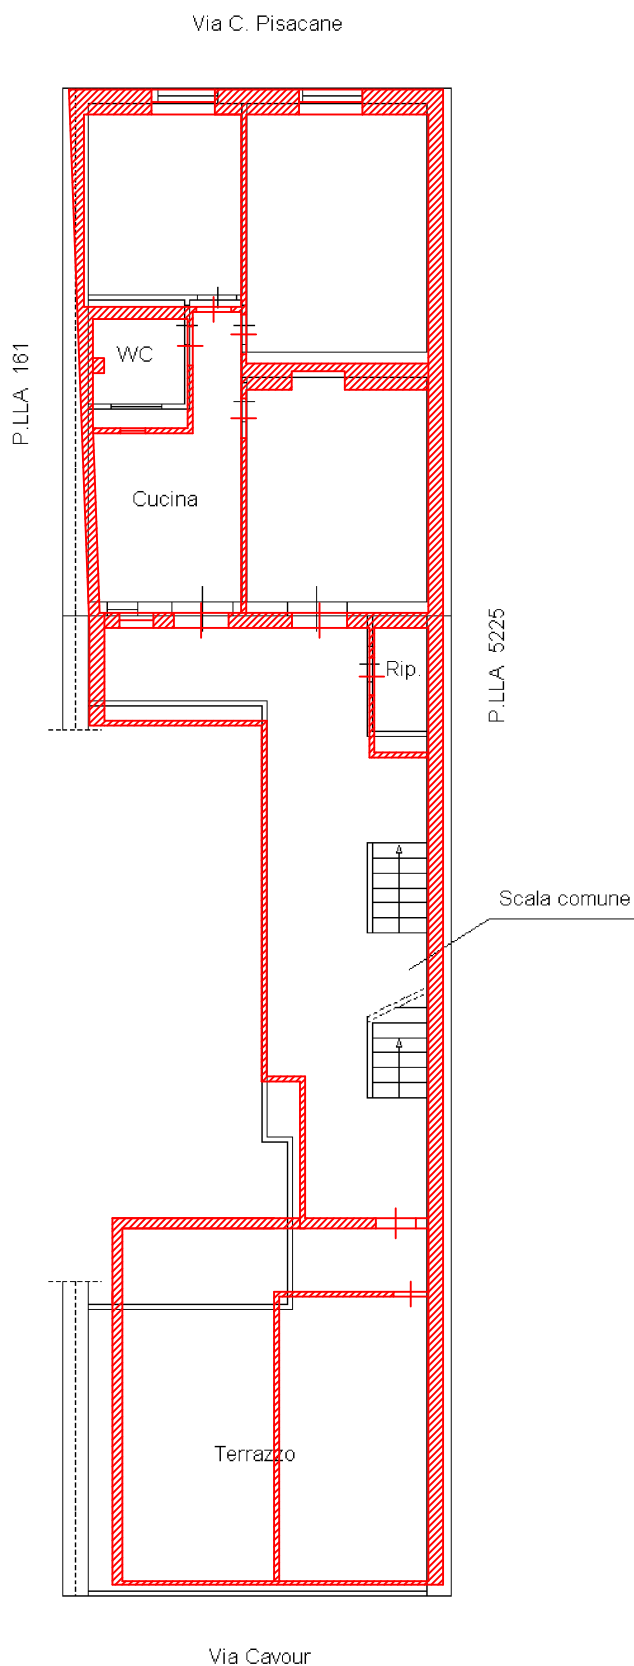 Via C. Pisacane
P.LLA 161
WC
Cucina
P.LLA 5225
Rip.
Scala comune
Terrazzo
Via Cavour